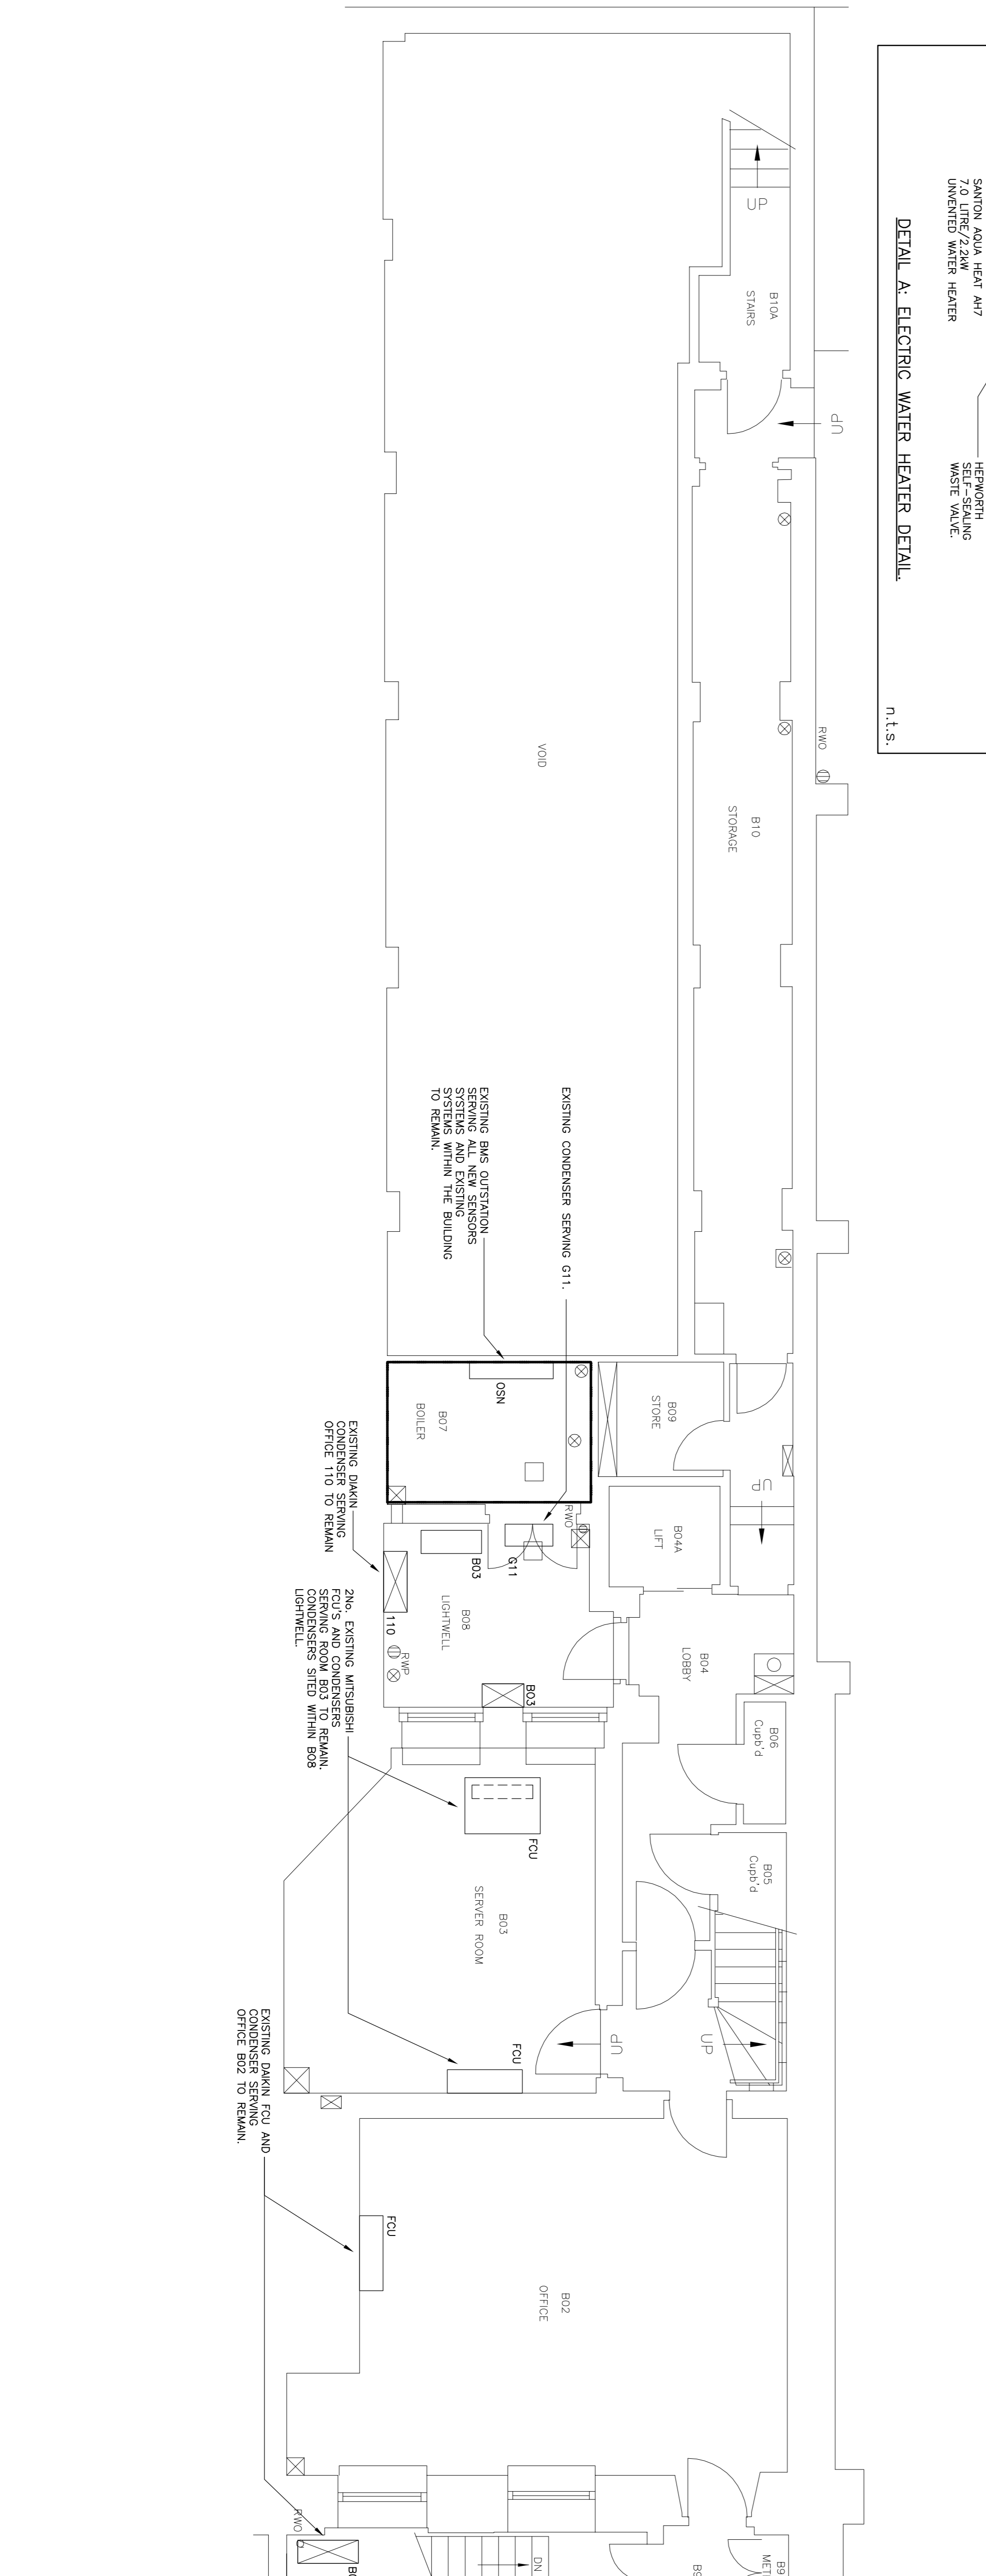 SANTON AQUA HEAT AH7
7.0 LITRE/2.2kW
UNVENTED WATER HEATER
HEPWORTH
SELF-SEALING
WASTE VALVE.
DETAIL A: ELECTRIC WATER HEATER DETAIL.
n.t.s.
UP
B10A
STAIRS
UP
RWO
B10
STORAGE
VOID
EXISTING CONDENSER SERVING G11.
EXISTING BMS OUTSTATION
SERVING ALL NEW SENSORS
SYSTEMS AND EXISTING
SYSTEMS WITHIN THE BUILDING
TO REMAIN.
OSN
B07
BOILER
B09
STORE
UP
B04A
LIFT
RWO
G11
B03
EXISTING DIAKIN
CONDENSER SERVING
OFFICE 110 TO REMAIN
110
B08
LIGHTWELL
RWP
B03
B04
LOBBY
2No. EXISTING MITSUBISHI
FCU'S AND CONDENSERS
SERVING ROOM B03 TO REMAIN.
CONDENSERS SITED WITHIN B08
LIGHTWELL.
B06
Cupb'd
B05
Cupb'd
FCU
B03
SERVER ROOM
FCU
UP
UP
EXISTING DAIKIN FCU AND
CONDENSER SERVING
OFFICE B02 TO REMAIN.
FCU
B02
OFFICE
RWO
DN